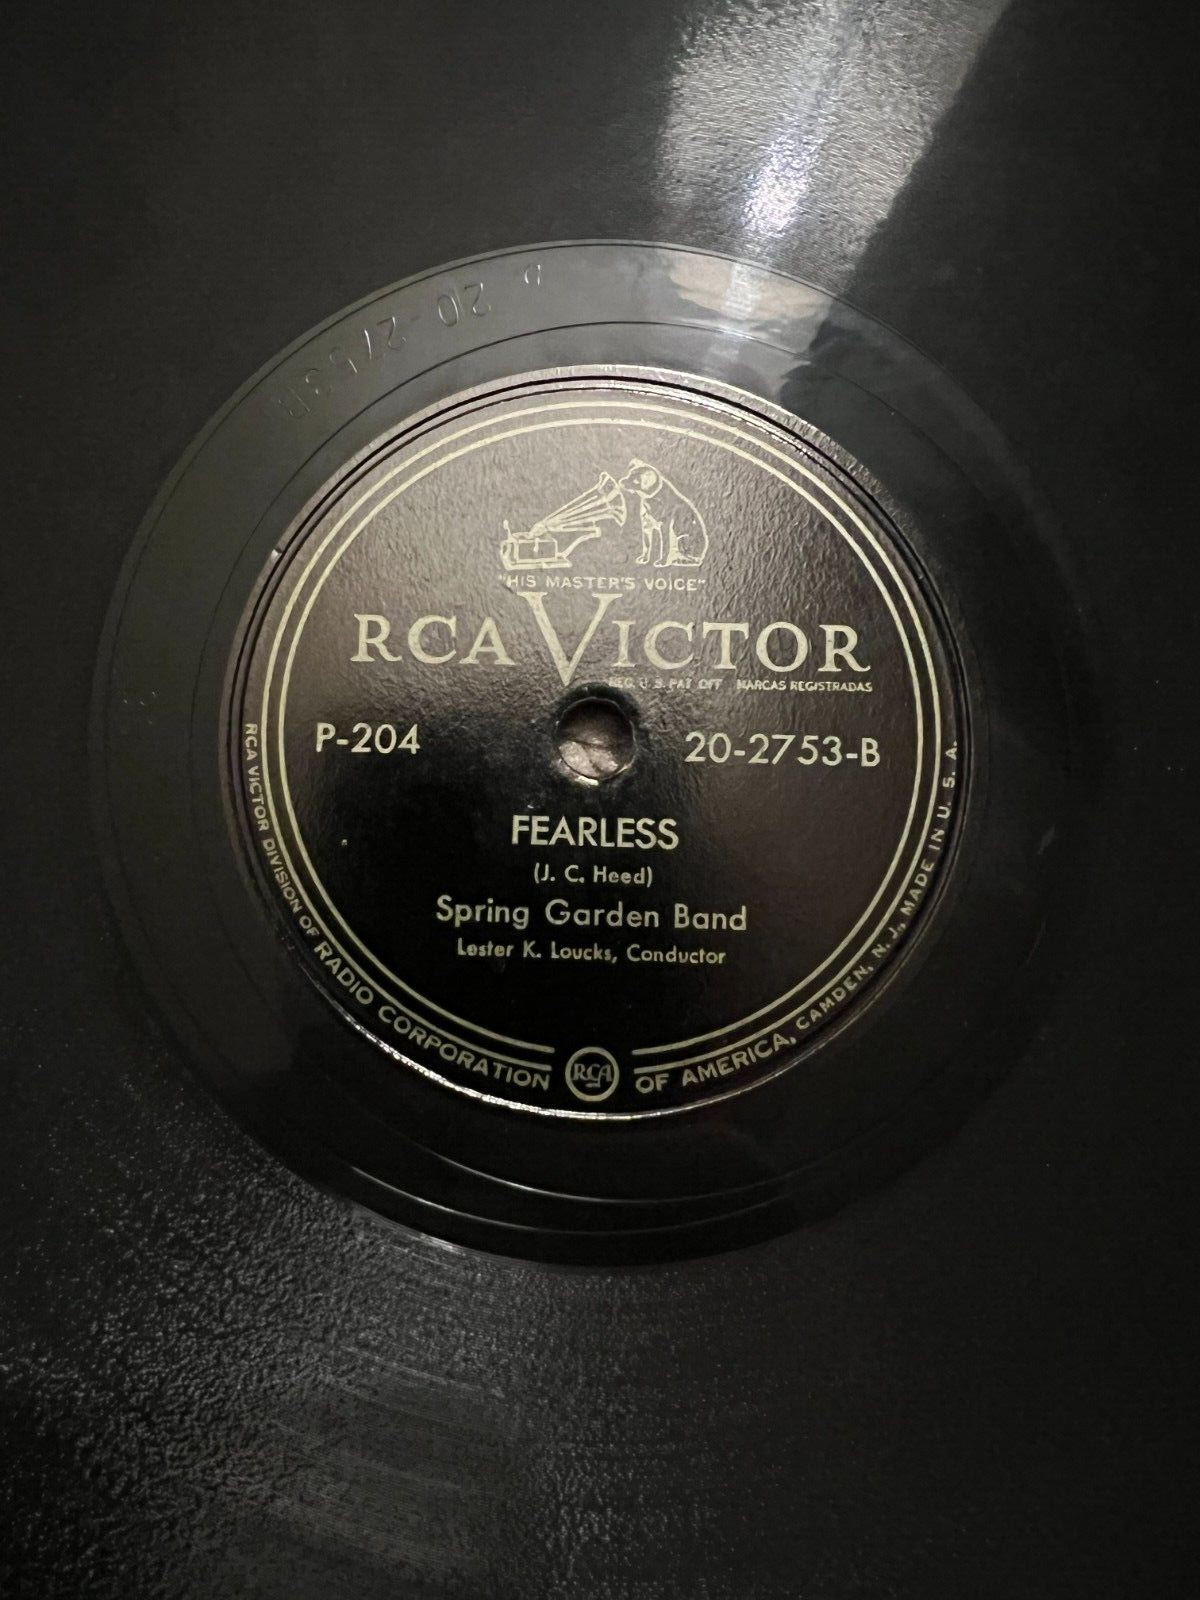 20-2753B
"HIS MASTER'S VOICE"
RCA VICTOR
REG. U. S. PAT. OFF. MARCAS REGISTRADAS
P-204
20-2753-B
FEARLESS
(J. C. Heed)
Spring Garden Band
Lester K. Loucks, Conductor
RCA VICTOR DIVISION OF RADIO CORPORATION OF AMERICA, CAMDEN, N. J., MADE IN U. S. A.
RCA